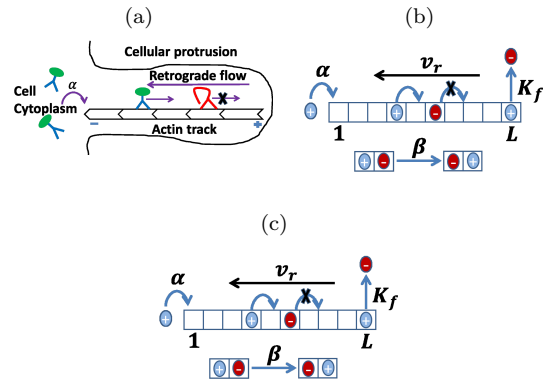 (a)
Cellular protrusion
Retrograde flow
α
Cell
Cytoplasm
− +
Actin track
(b)
α
v_r
K_f
−
+ + − +
1 L
+ − β − +
(c)
α
v_r
K_f
−
+ + − +
1 L
+ − β − +